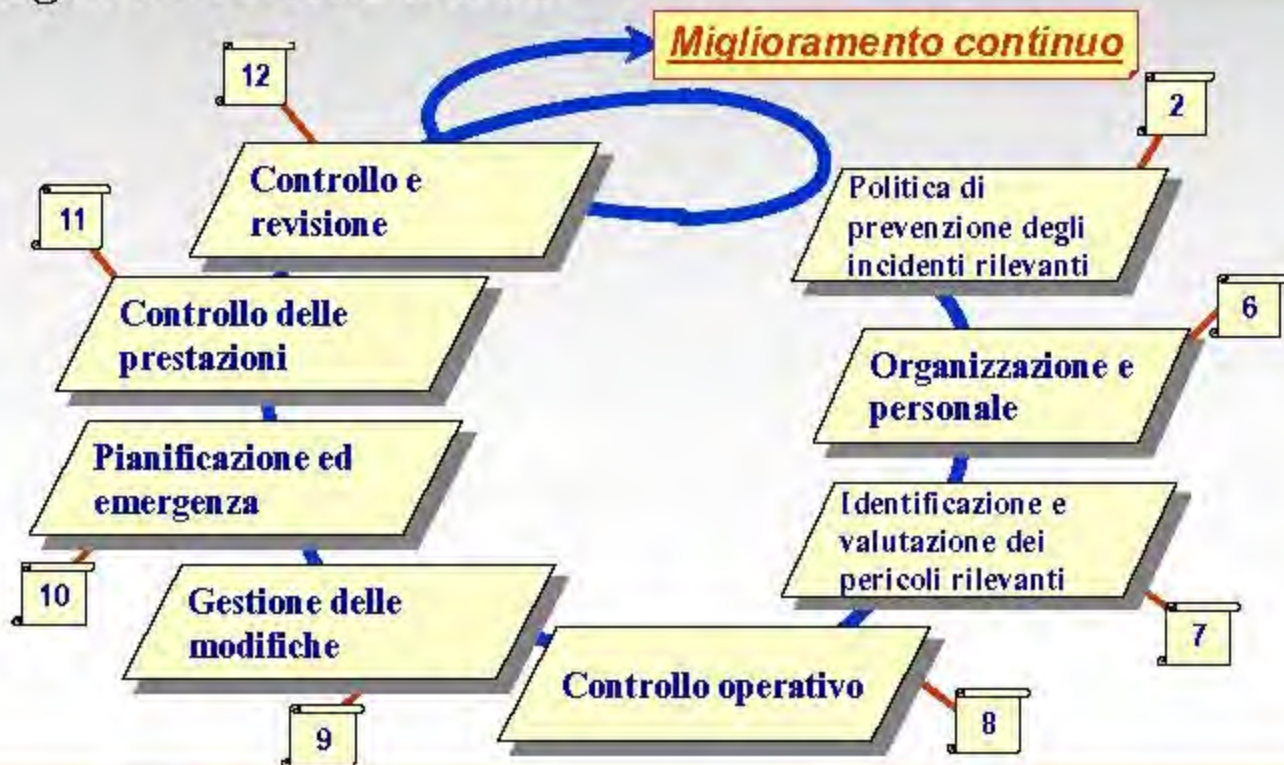 Miglioramento continuo
12
Controllo e
revisione
2
Politica di
prevenzione degli
incidenti rilevanti
11
Controllo delle
prestazioni
6
Organizzazione e
personale
Pianificazione ed
emergenza
10
Identificazione e
valutazione dei
pericoli rilevanti
7
Gestione delle
modifiche
9
Controllo operativo
8